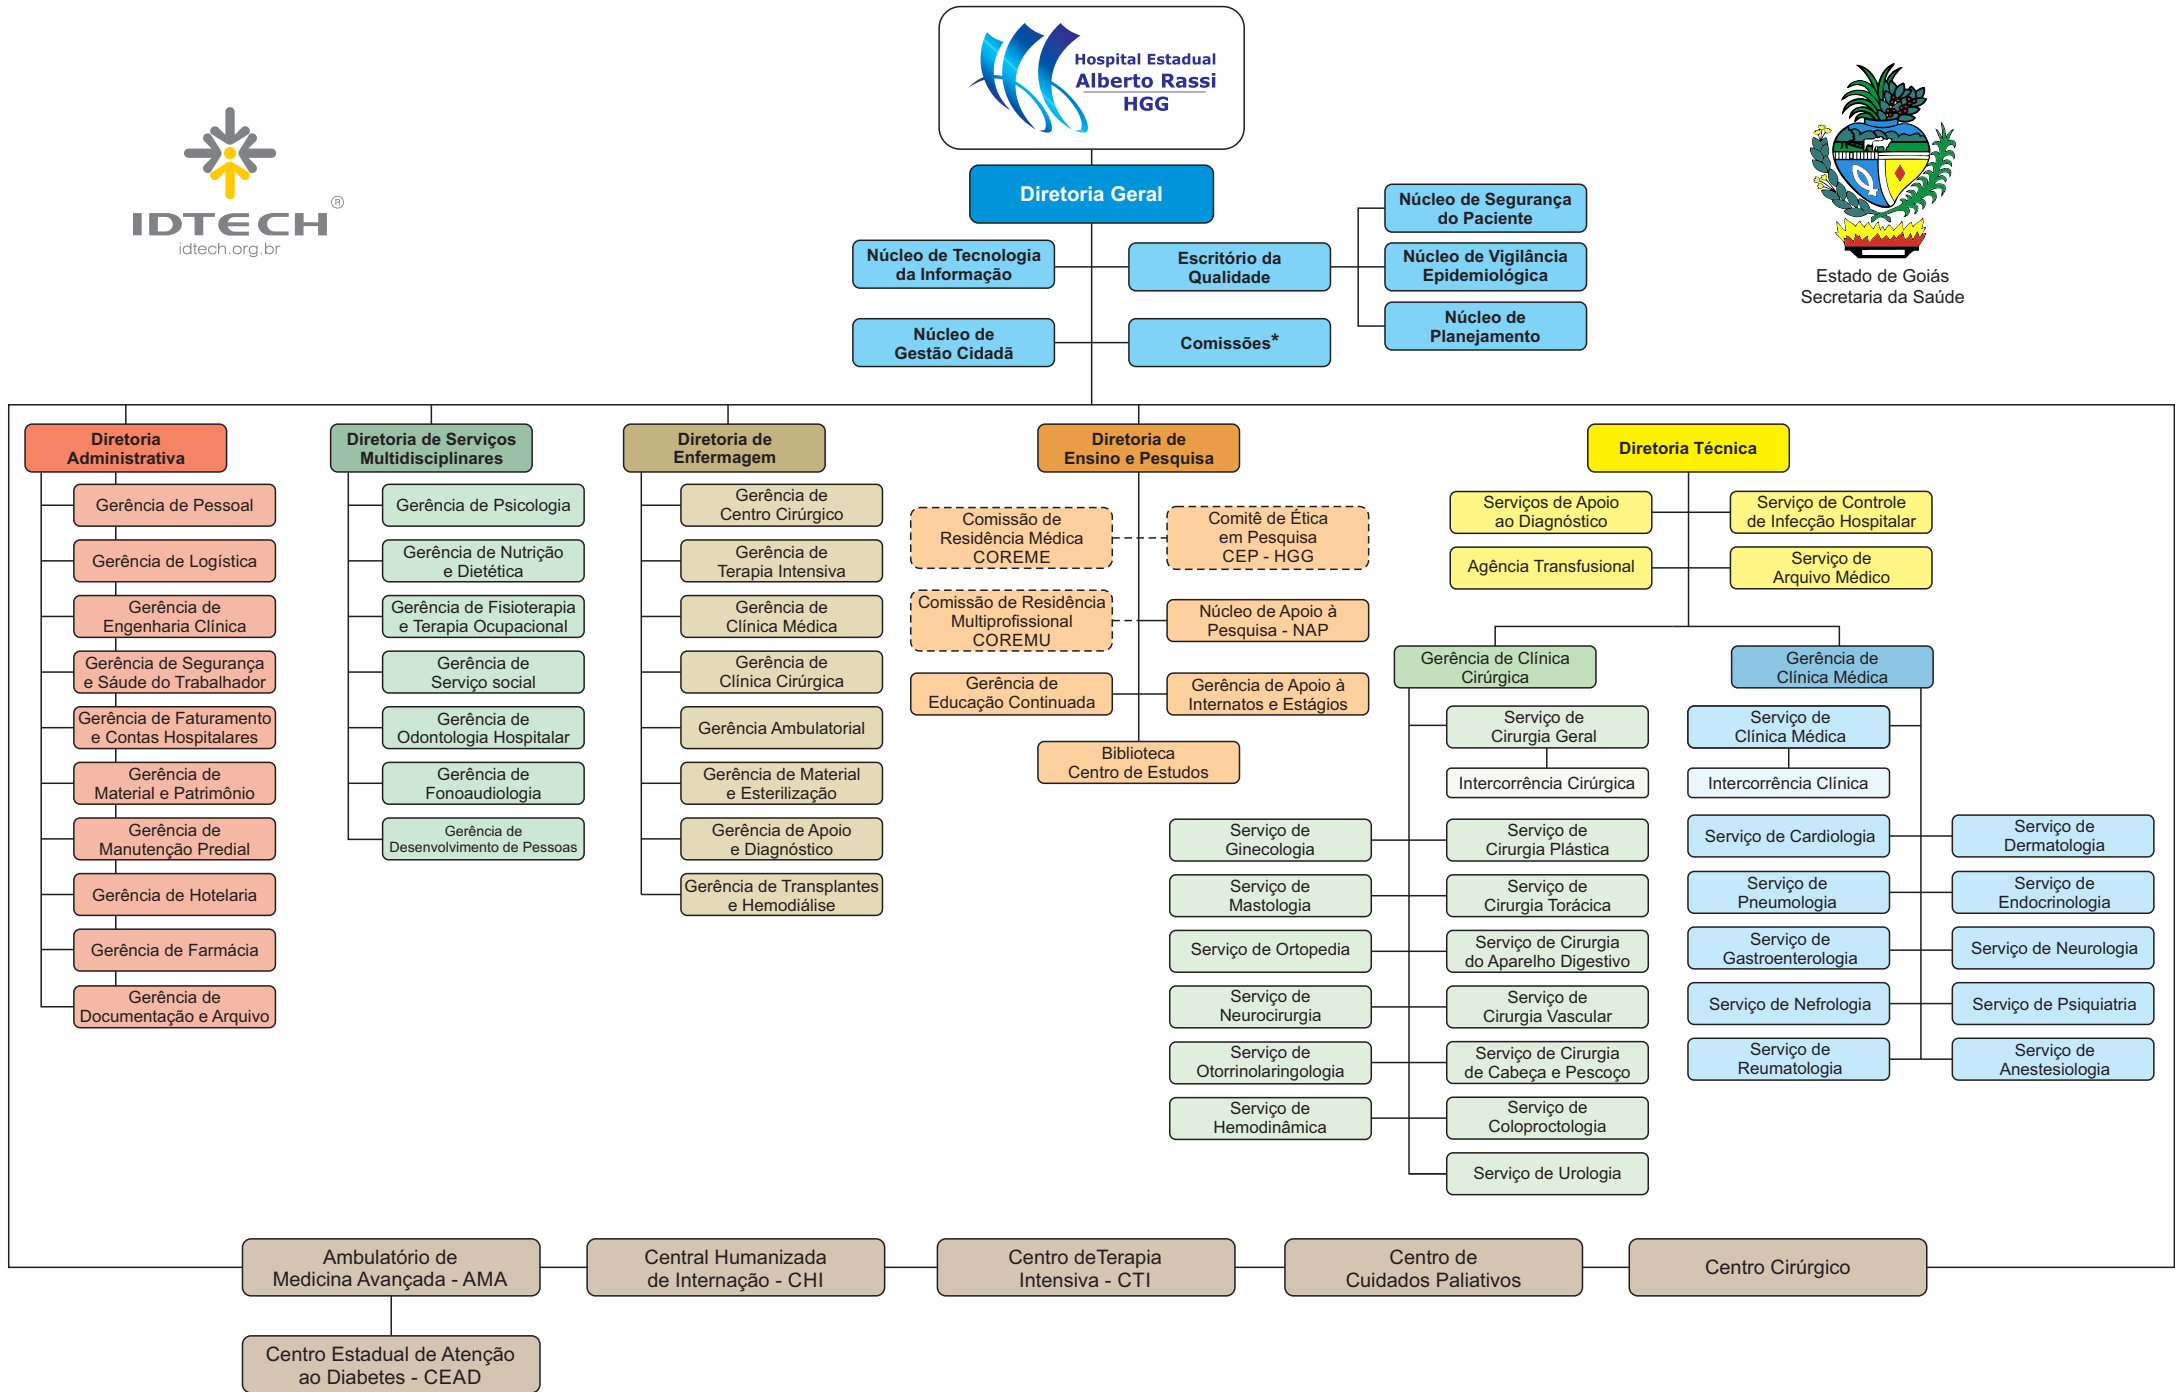 Hospital Estadual
Alberto Rassi
HGG
IDTECH®
idtech.org.br
Estado de Goiás
Secretaria da Saúde
Diretoria Geral
Núcleo de Tecnologia
da Informação
Escritório da
Qualidade
Núcleo de Segurança
do Paciente
Núcleo de Vigilância
Epidemiológica
Núcleo de
Planejamento
Núcleo de
Gestão Cidadã
Comissões*
Diretoria
Administrativa
Gerência de Pessoal
Gerência de Logística
Gerência de
Engenharia Clínica
Gerência de Segurança
e Sáude do Trabalhador
Gerência de Faturamento
e Contas Hospitalares
Gerência de
Material e Patrimônio
Gerência de
Manutenção Predial
Gerência de Hotelaria
Gerência de Farmácia
Gerência de
Documentação e Arquivo
Diretoria de Serviços
Multidisciplinares
Gerência de Psicologia
Gerência de Nutrição
e Dietética
Gerência de Fisioterapia
e Terapia Ocupacional
Gerência de
Serviço social
Gerência de
Odontologia Hospitalar
Gerência de
Fonoaudiologia
Gerência de
Desenvolvimento de Pessoas
Diretoria de
Enfermagem
Gerência de
Centro Cirúrgico
Gerência de
Terapia Intensiva
Gerência de
Clínica Médica
Gerência de
Clínica Cirúrgica
Gerência Ambulatorial
Gerência de Material
e Esterilização
Gerência de Apoio
e Diagnóstico
Gerência de Transplantes
e Hemodiálise
Diretoria de
Ensino e Pesquisa
Comissão de
Residência Médica
COREME
Comitê de Ética
em Pesquisa
CEP - HGG
Comissão de Residência
Multiprofissional
COREMU
Núcleo de Apoio à
Pesquisa - NAP
Gerência de
Educação Continuada
Gerência de Apoio à
Internatos e Estágios
Biblioteca
Centro de Estudos
Diretoria Técnica
Serviços de Apoio
ao Diagnóstico
Serviço de Controle
de Infecção Hospitalar
Agência Transfusional
Serviço de
Arquivo Médico
Gerência de Clínica
Cirúrgica
Serviço de
Cirurgia Geral
Intercorrência Cirúrgica
Serviço de
Ginecologia
Serviço de
Cirurgia Plástica
Serviço de
Mastologia
Serviço de
Cirurgia Torácica
Serviço de Ortopedia
Serviço de Cirurgia
do Aparelho Digestivo
Serviço de
Neurocirurgia
Serviço de
Cirurgia Vascular
Serviço de
Otorrinolaringologia
Serviço de Cirurgia
de Cabeça e Pescoço
Serviço de
Hemodinâmica
Serviço de
Coloproctologia
Serviço de Urologia
Gerência de
Clínica Médica
Serviço de
Clínica Médica
Intercorrência Clínica
Serviço de Cardiologia
Serviço de
Dermatologia
Serviço de
Pneumologia
Serviço de
Endocrinologia
Serviço de
Gastroenterologia
Serviço de Neurologia
Serviço de Nefrologia
Serviço de Psiquiatria
Serviço de
Reumatologia
Serviço de
Anestesiologia
Ambulatório de
Medicina Avançada - AMA
Central Humanizada
de Internação - CHI
Centro deTerapia
Intensiva - CTI
Centro de
Cuidados Paliativos
Centro Cirúrgico
Centro Estadual de Atenção
ao Diabetes - CEAD